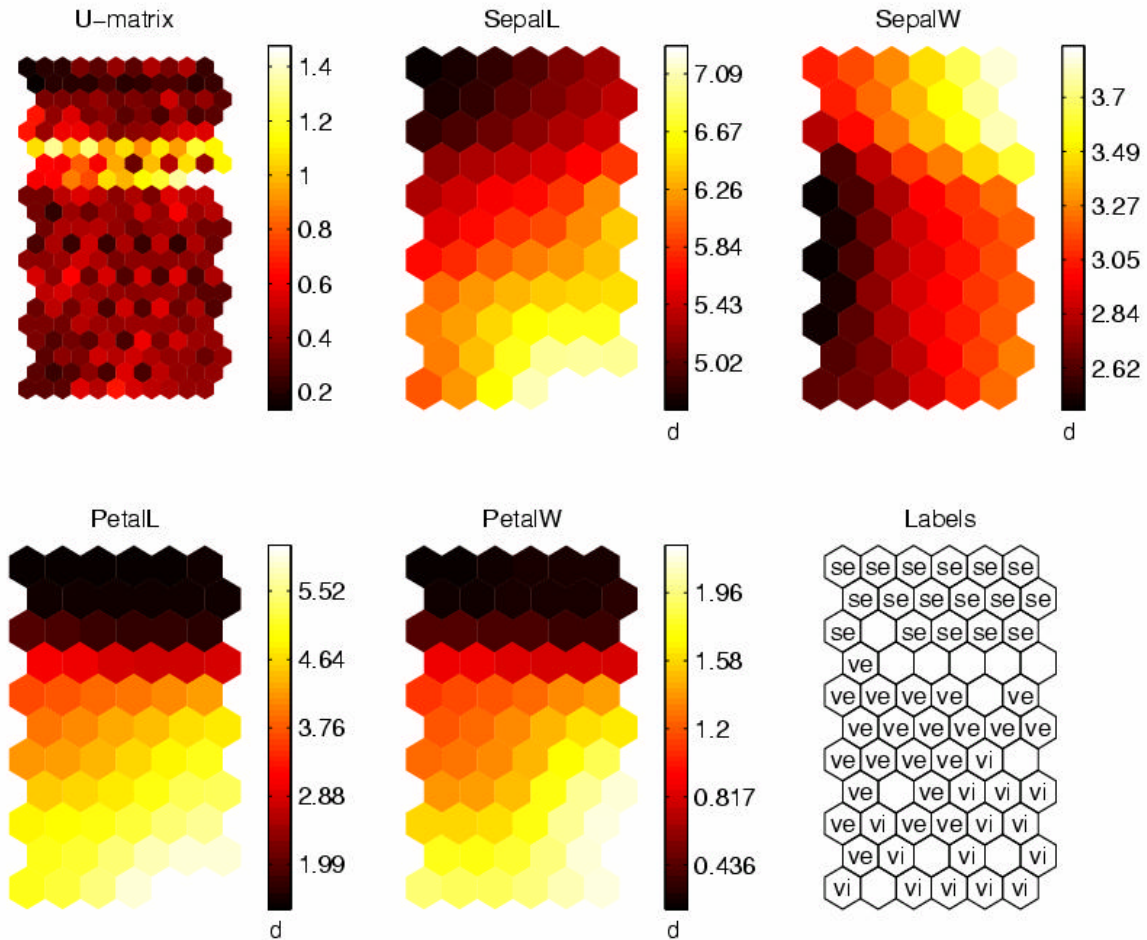 U-matrix
1.4
1.2
1
0.8
0.6
0.4
0.2
SepalL
7.09
6.67
6.26
5.84
5.43
5.02
d
SepalW
3.7
3.49
3.27
3.05
2.84
2.62
d
PetalL
5.52
4.64
3.76
2.88
1.99
d
PetalW
1.96
1.58
1.2
0.817
0.436
d
Labels
se se se se se se
se se se se se se
se se se se se
ve
ve ve ve ve ve
ve ve ve ve ve ve
ve ve ve ve vi
ve ve vi vi vi
ve vi ve ve vi vi
ve vi vi vi
vi vi vi vi vi